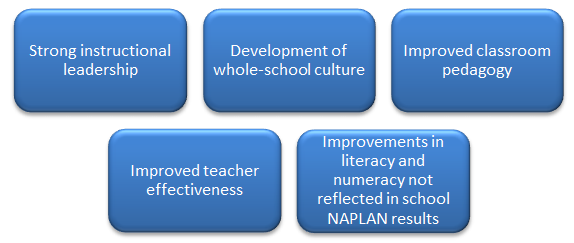 Strong instructional
leadership
Development of
whole-school culture
Improved classroom
pedagogy
Improved teacher
effectiveness
Improvements in
literacy and
numeracy not
reflected in school
NAPLAN results